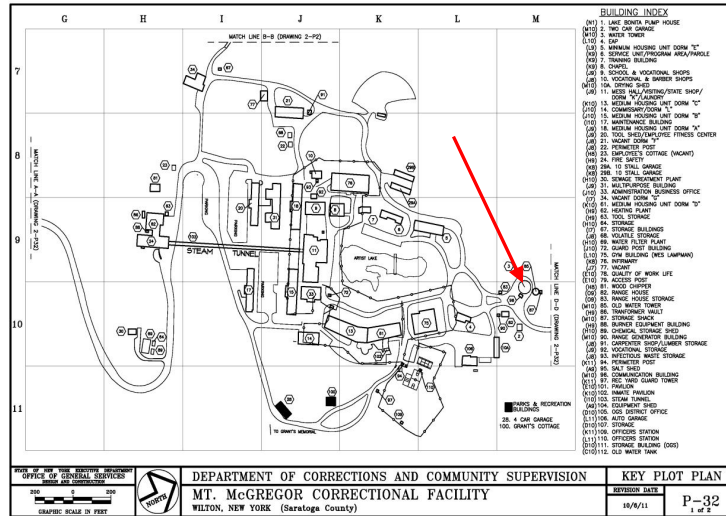 G H I J K L M
BUILDING INDEX
MATCH LINE B-B (DRAWING 2-P2)
7
8
9
10
11
MATCH LINE A-A (DRAWING 2-P32)
MATCH LINE D-D (DRAWING 2-P32)
STEAM TUNNEL
PARKING
PARKING
PARKING
ARTIST LAKE
TO GRANT'S MEMORIAL
PARKS & RECREATION
BUILDINGS
28. 4 CAR GARAGE
100. GRANT'S COTTAGE
(N1) 1. LAKE BONITA PUMP HOUSE
(M10) 2. TWO CAR GARAGE
(M10) 3. WATER TOWER
(L10) 4. EAP
(L9) 5. MINIMUM HOUSING UNIT DORM "E"
(K9) 6. SERVICE UNIT/PROGRAM AREA/PAROLE
(K9) 7. TRAINING BUILDING
(K9) 8. CHAPEL
(J9) 9. SCHOOL & VOCATIONAL SHOPS
(J8) 10. VOCATIONAL & BARBER SHOPS
(M10) 10A. DRYING SHED
(J9) 11. MESS HALL/VISITING/STATE SHOP/
DORM "K"/LAUNDRY
(K10) 13. MEDIUM HOUSING UNIT DORM "C"
(J10) 14. COMMISSARY/DORM "L"
(J10) 15. MEDIUM HOUSING UNIT DORM "B"
(I10) 17. MAINTENANCE BUILDING
(J9) 18. MEDIUM HOUSING UNIT DORM "A"
(J9) 20. TOOL SHED/EMPLOYEE FITNESS CENTER
(J8) 21. VACANT DORM "F"
(J8) 22. PERIMETER POST
(H8) 23. EMPLOYEE'S COTTAGE (VACANT)
(H9) 24. FIRE SAFETY
(K8) 29A. 10 STALL GARAGE
(K8) 29B. 10 STALL GARAGE
(H10) 30. SEWAGE TREATMENT PLANT
(J9) 31. MULTIPURPOSE BUILDING
(J10) 33. ADMINISTRATION BUSINESS OFFICE
(I7) 34. VACANT DORM "G"
(K10) 61. MEDIUM HOUSING UNIT DORM "D"
(H9) 62. HEATING PLANT
(H9) 63. TOOL STORAGE
(H10) 64. STORAGE
(I7) 67. STORAGE BUILDINGS
(J8) 68. VOLATILE STORAGE
(H10) 69. WATER FILTER PLANT
(J10) 72. GUARD POST BUILDING
(L10) 75. GYM BUILDING (WES LAMPMAN)
(K8) 76. INFIRMARY
(J7) 77. VACANT
(E10) 78. QUALITY OF WORK LIFE
(E10) 79. ACCESS POST
(H8) 81. WOOD CHIPPER
(O9) 82. RANGE HOUSE
(O9) 83. RANGE HOUSE STORAGE
(M10) 85. OLD WATER TOWER
(H9) 86. TRANFORMER VAULT
(M10) 87. STORAGE SHACK
(H9) 88. BURNER EQUIPMENT BUILDING
(H10) 89. CHEMICAL STORAGE SHED
(M10) 90. RANGE GENERATOR BUILDING
(J8) 91. CARPENTER SHOP/LUMBER STORAGE
(J9) 92. VOCATIONAL STORAGE
(J8) 93. INFECTIOUS WASTE STORAGE
(K11) 94. PERIMETER POST
(A9) 95. SALT SHED
(M10) 96. COMMUNICATION BUILDING
(K11) 97. REC YARD GUARD TOWER
(E10) 101. PAVILION
(K10) 102. INMATE PAVILION
(I10) 103. STEAM TUNNEL
(A9) 104. EQUIPMENT SHED
(D10) 105. OGS DISTRICT OFFICE
(L11) 106. AUTO GARAGE
(D10) 107. STORAGE
(K11) 109. OFFICERS STATION
(L11) 110. OFFICERS STATION
(D10) 111. STORAGE BUILDING (OGS)
(C10) 112. OLD WATER TANK
STATE OF NEW YORK EXECUTIVE DEPARTMENT
OFFICE OF GENERAL SERVICES
DESIGN AND CONSTRUCTION
200 0 200
GRAPHIC SCALE IN FEET
NORTH
DEPARTMENT OF CORRECTIONS AND COMMUNITY SUPERVISION
MT. McGREGOR CORRECTIONAL FACILITY
WILTON, NEW YORK (Saratoga County)
KEY PLOT PLAN
REVISION DATE
10/6/11
P-32
1 of 2